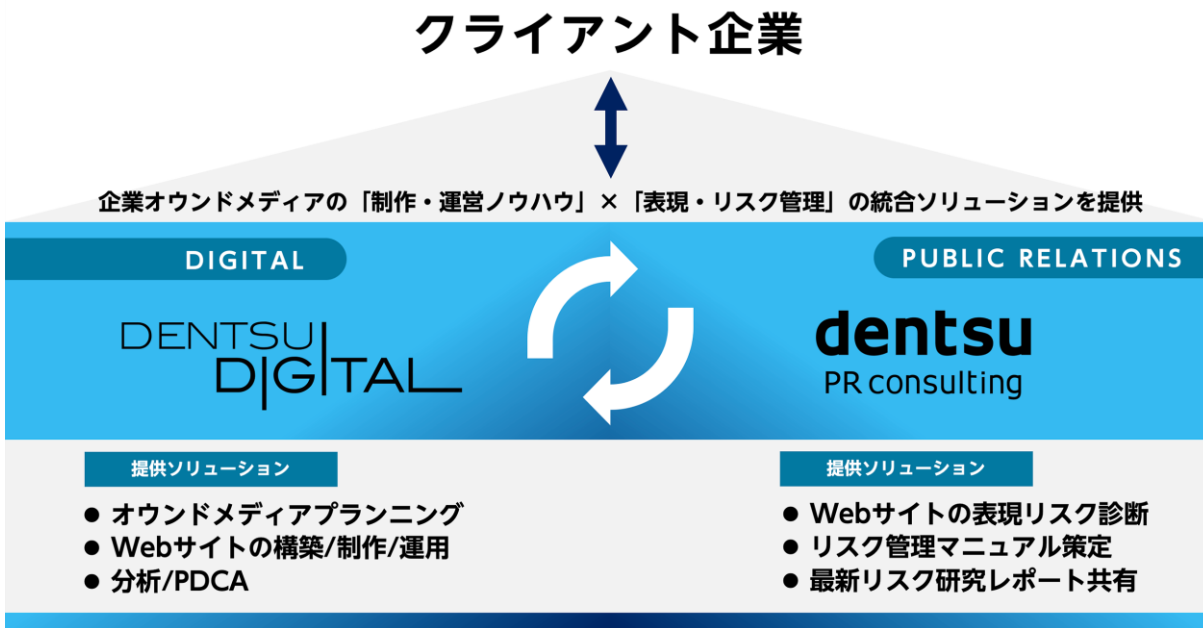 クライアント企業
企業オウンドメディアの「制作・運営ノウハウ」×「表現・リスク管理」の統合ソリューションを提供
DIGITAL
DENTSU
DIGITAL
提供ソリューション
● オウンドメディアプランニング
● Webサイトの構築/制作/運用
● 分析/PDCA
PUBLIC RELATIONS
dentsu
PR consulting
提供ソリューション
● Webサイトの表現リスク診断
● リスク管理マニュアル策定
● 最新リスク研究レポート共有